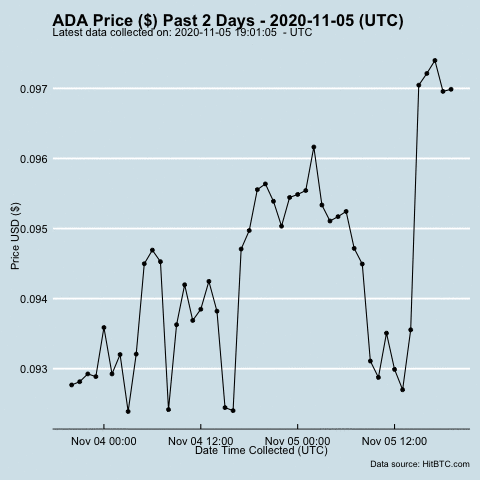 ADA Price ($) Past 2 Days - 2020-11-05 (UTC)
Latest data collected on: 2020-11-05 19:01:05 - UTC
0.097
0.096
0.095
0.094
0.093
Price USD ($)
Nov 04 00:00 Nov 04 12:00 Nov 05 00:00 Nov 05 12:00
Date Time Collected (UTC)
Data source: HitBTC.com